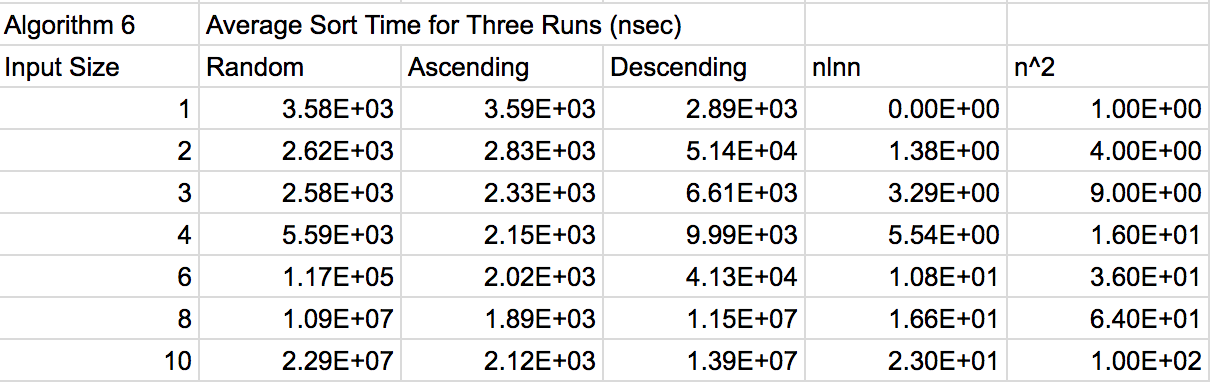 Algorithm 6 Average Sort Time for Three Runs (nsec)
Input Size Random Ascending Descending nlnn n^2
1 3.58E+03 3.59E+03 2.89E+03 0.00E+00 1.00E+00
2 2.62E+03 2.83E+03 5.14E+04 1.38E+00 4.00E+00
3 2.58E+03 2.33E+03 6.61E+03 3.29E+00 9.00E+00
4 5.59E+03 2.15E+03 9.99E+03 5.54E+00 1.60E+01
6 1.17E+05 2.02E+03 4.13E+04 1.08E+01 3.60E+01
8 1.09E+07 1.89E+03 1.15E+07 1.66E+01 6.40E+01
10 2.29E+07 2.12E+03 1.39E+07 2.30E+01 1.00E+02